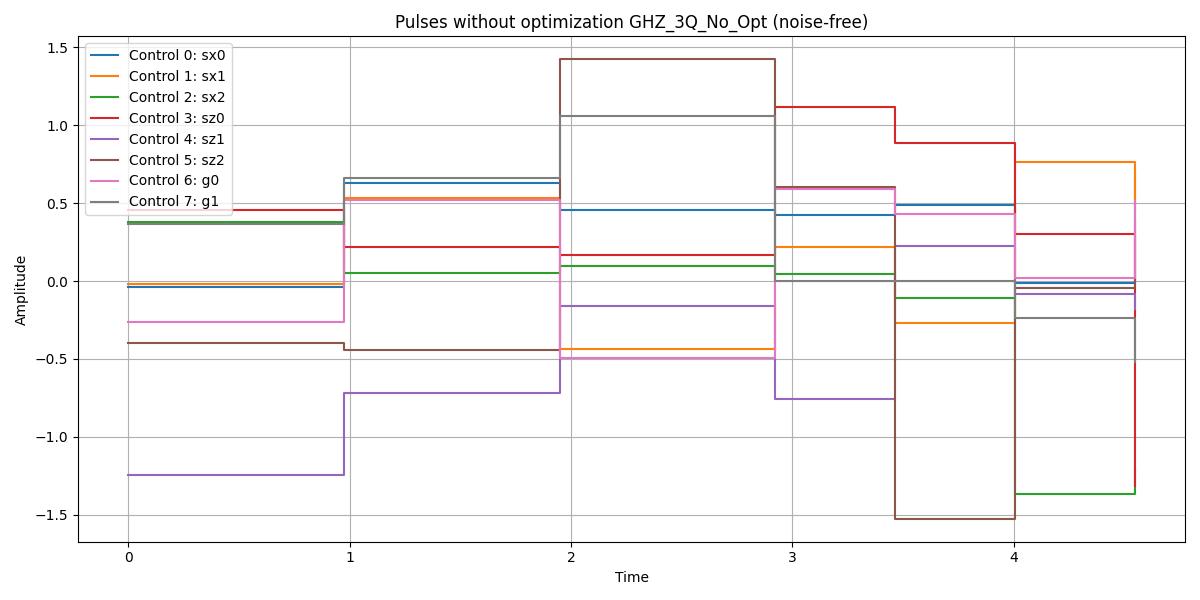 Pulses without optimization GHZ_3Q_No_Opt (noise-free)
1.5
1.0
0.5
0.0
−0.5
−1.0
−1.5
Amplitude
Control 0: sx0
Control 1: sx1
Control 2: sx2
Control 3: sz0
Control 4: sz1
Control 5: sz2
Control 6: g0
Control 7: g1
0 1 2 3 4
Time